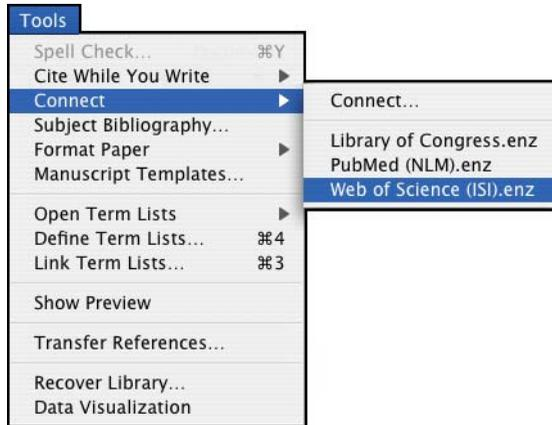 Tools
Spell Check... ⌘Y
Cite While You Write
Connect
Subject Bibliography...
Format Paper
Manuscript Templates...
Open Term Lists
Define Term Lists... ⌘4
Link Term Lists... ⌘3
Show Preview
Transfer References...
Recover Library...
Data Visualization
Connect...
Library of Congress.enz
PubMed (NLM).enz
Web of Science (ISI).enz